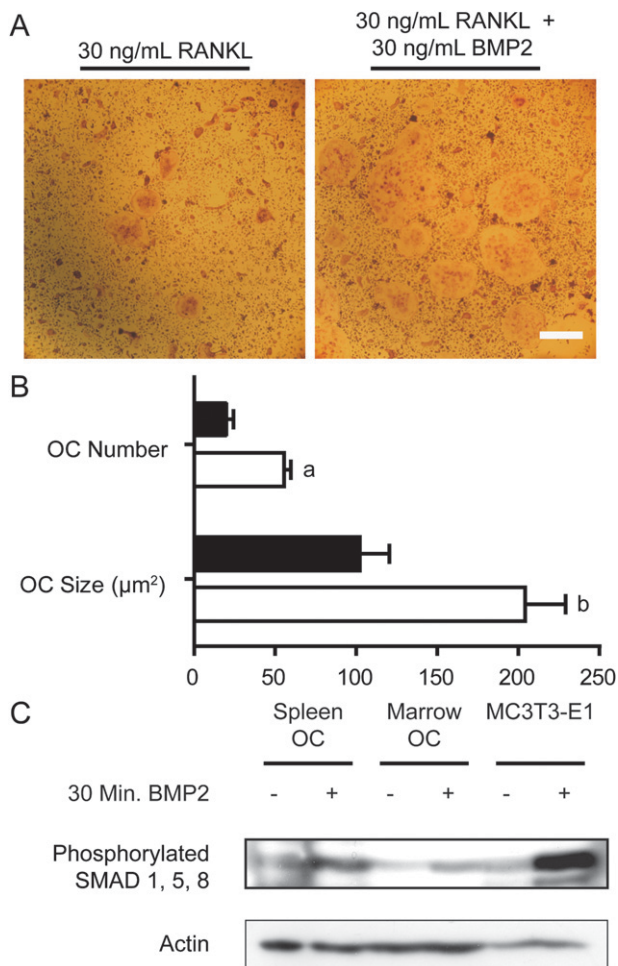 A
30 ng/mL RANKL
30 ng/mL RANKL +
30 ng/mL BMP2
B
OC Number
a
OC Size (µm²)
b
0 50 100 150 200 250
C
Spleen
OC
Marrow
OC
MC3T3-E1
30 Min. BMP2 - + - + - +
Phosphorylated
SMAD 1, 5, 8
Actin